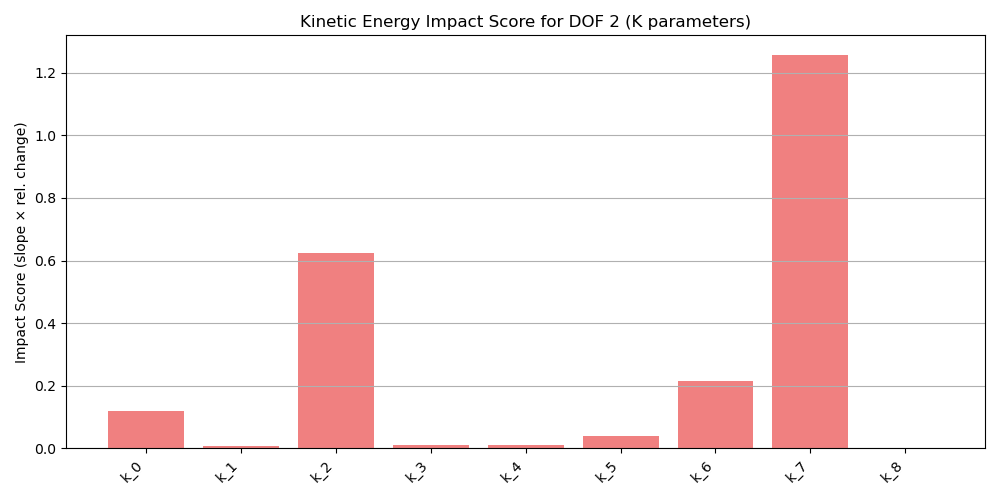 Kinetic Energy Impact Score for DOF 2 (K parameters)
Impact Score (slope × rel. change)
1.2
1.0
0.8
0.6
0.4
0.2
0.0
k_0 k_1 k_2 k_3 k_4 k_5 k_6 k_7 k_8